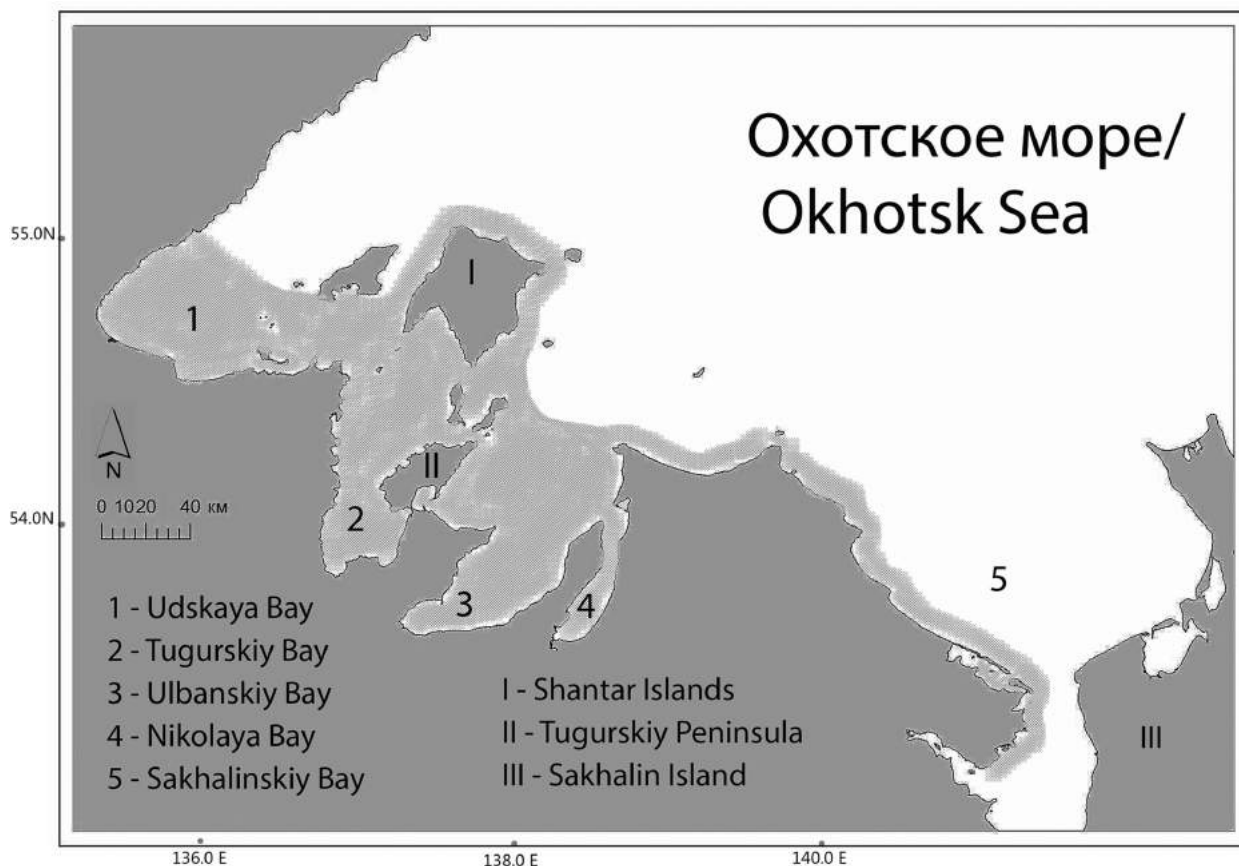 Охотское море/
Okhotsk Sea
55.0N
I
1
II
N
0 1020 40 км
54.0N
2
5
3
4
1 - Udskaya Bay
2 - Tugurskiy Bay
3 - Ulbanskiy Bay
4 - Nikolaya Bay
5 - Sakhalinskiy Bay
I - Shantar Islands
II - Tugurskiy Peninsula
III - Sakhalin Island
III
136.0 E
138.0 E
140.0 E